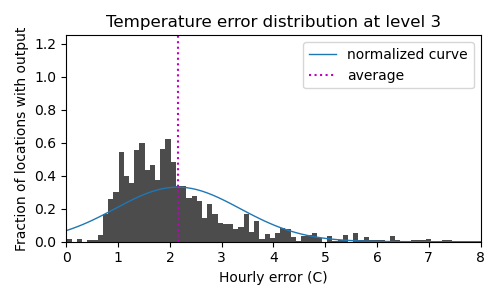 Temperature error distribution at level 3
Fraction of locations with output
1.2
1.0
0.8
0.6
0.4
0.2
0.0
normalized curve
average
0 1 2 3 4 5 6 7 8
Hourly error (C)